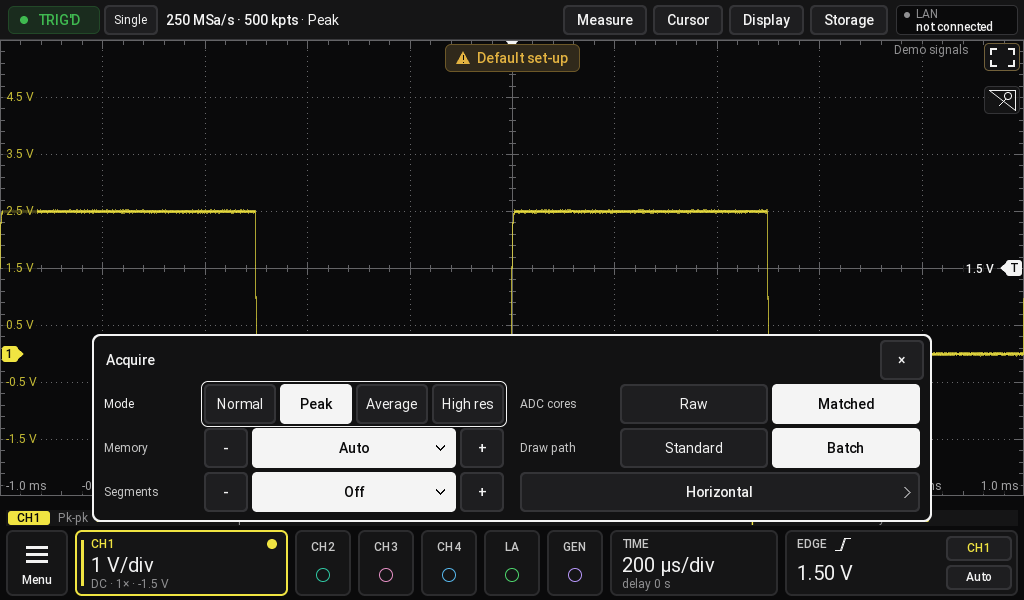 TRIG'D
Single
250 MSa/s · 500 kpts · Peak
Measure
Cursor
Display
Storage
LAN
not connected
Default set-up
Demo signals
4.5 V
3.5 V
2.5 V
1.5 V
1.5 V
T
0.5 V
1
-0.5 V
-1.5 V
-1.0 ms
1.0 ms
Acquire
×
Mode
Normal
Peak
Average
High res
ADC cores
Raw
Matched
Memory
-
Auto
+
Draw path
Standard
Batch
Segments
-
Off
+
Horizontal
CH1
Pk-pk
Menu
CH1
1 V/div
DC · 1× · -1.5 V
CH2
CH3
CH4
LA
GEN
TIME
200 µs/div
delay 0 s
EDGE
1.50 V
CH1
Auto